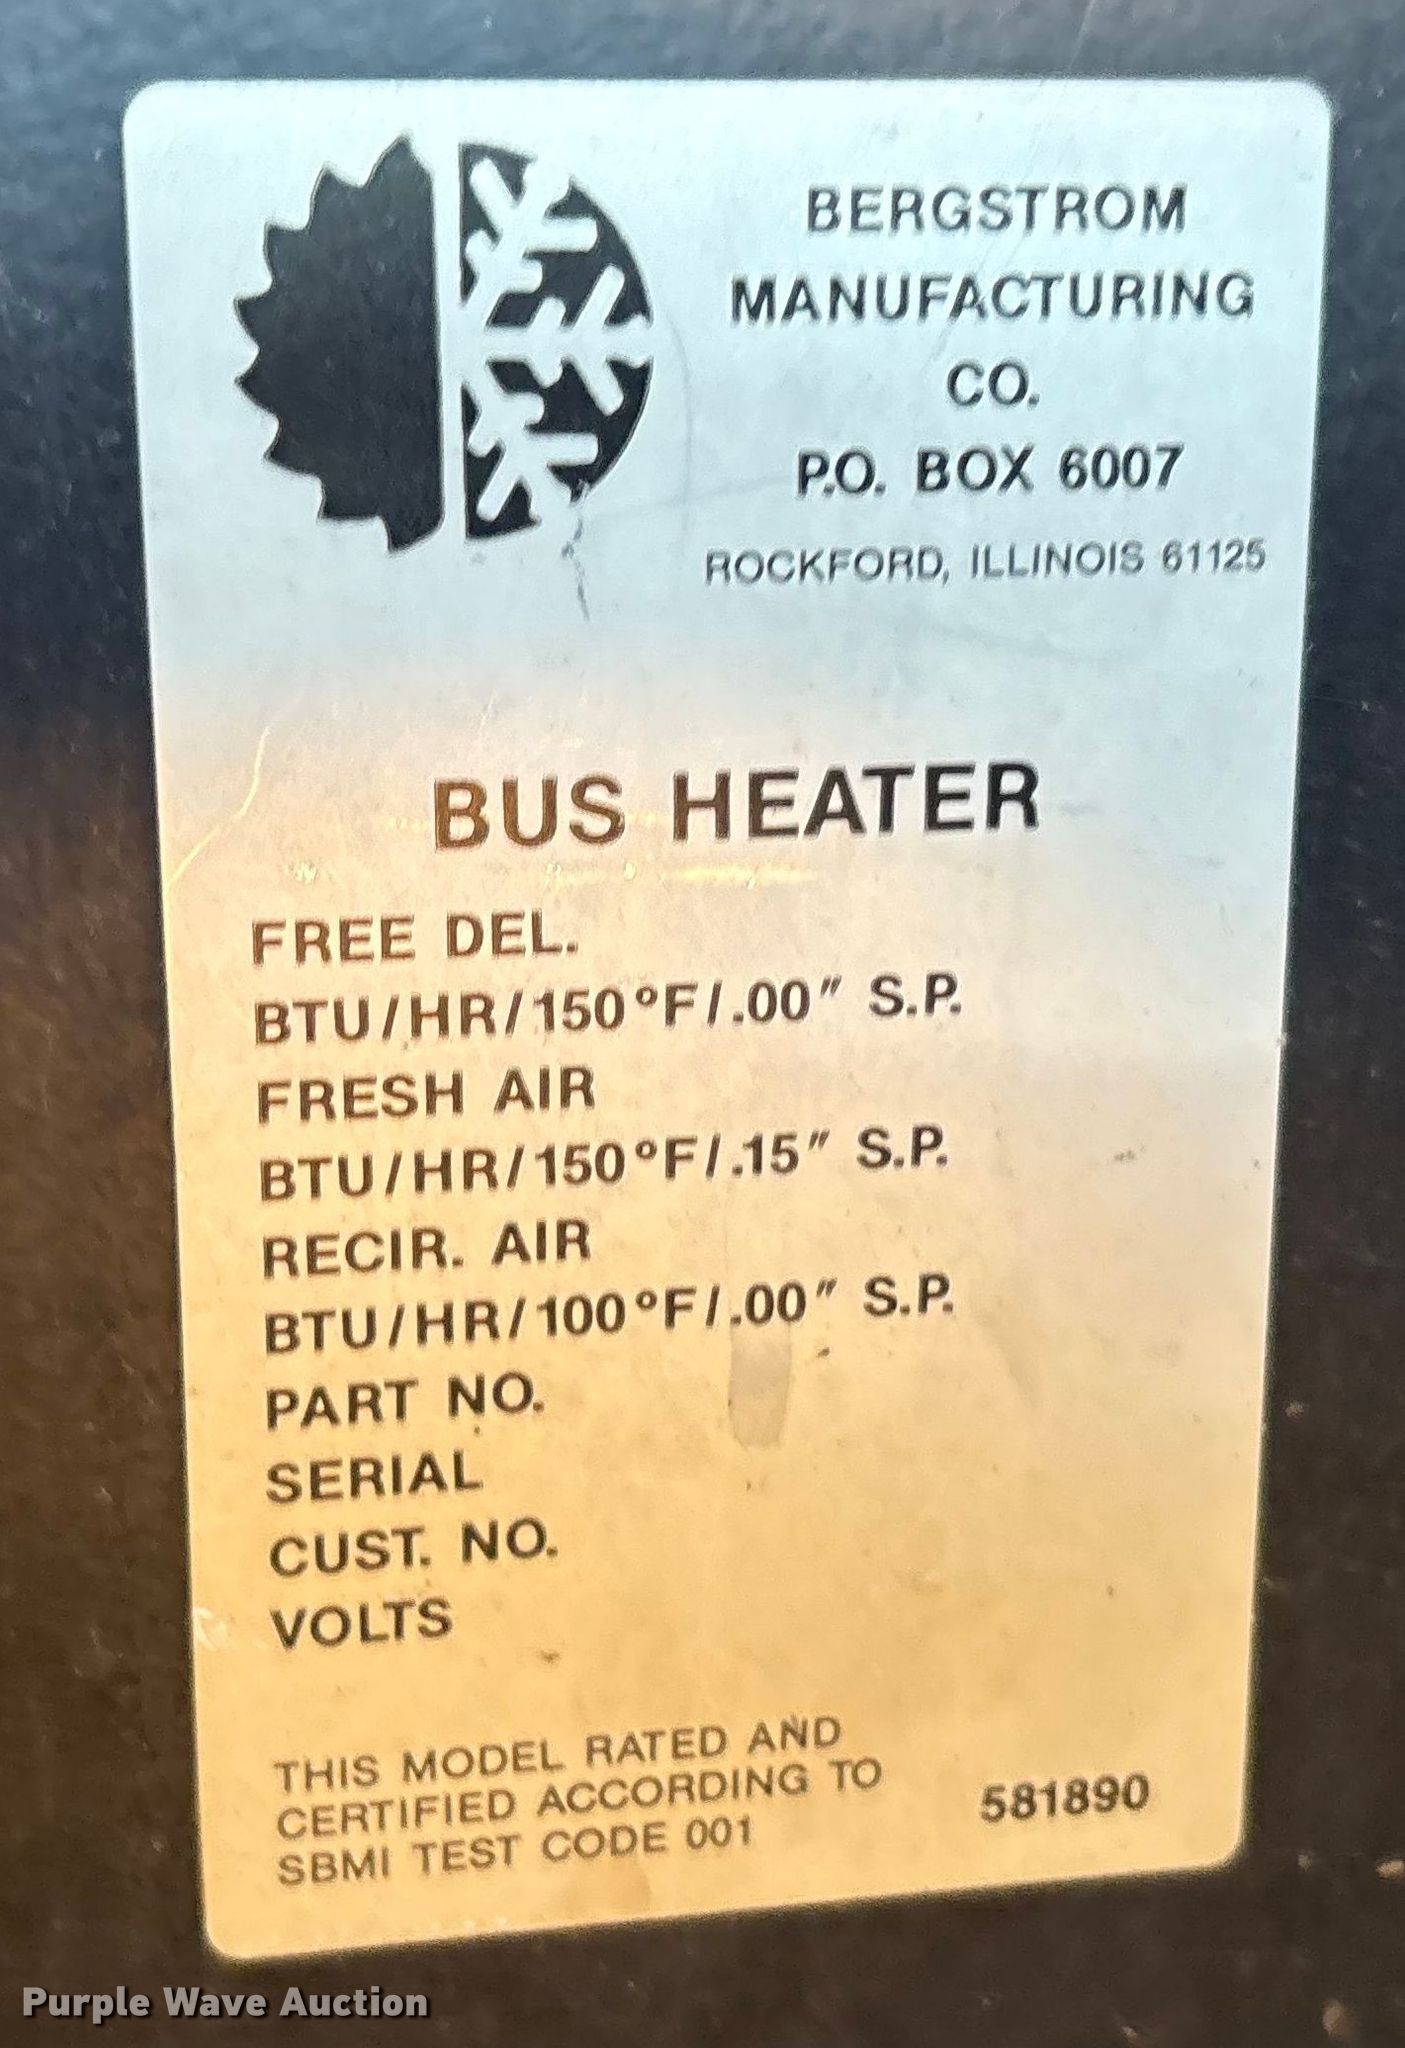 BERGSTROM
MANUFACTURING
CO.
P.O. BOX 6007
ROCKFORD, ILLINOIS 61125
BUS HEATER
FREE DEL.
BTU/HR/150°F/.00" S.P.
FRESH AIR
BTU/HR/150°F/.15" S.P.
RECIR. AIR
BTU/HR/100°F/.00" S.P.
PART NO.
SERIAL
CUST. NO.
VOLTS
THIS MODEL RATED AND
CERTIFIED ACCORDING TO
SBMI TEST CODE 001
581890
Purple Wave Auction